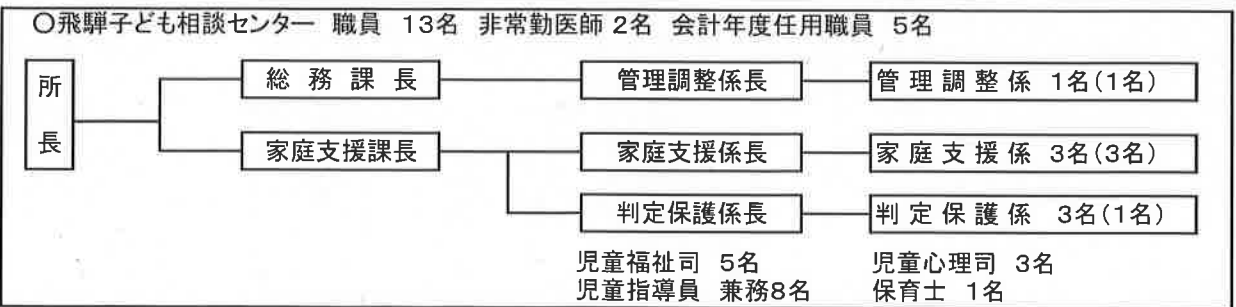 〇飛騨子ども相談センター 職員 13名 非常勤医師 2名 会計年度任用職員 5名
所長
総務課長 管理調整係長 管理調整係 1名(1名)
家庭支援課長 家庭支援係長 家庭支援係 3名(3名)
判定保護係長 判定保護係 3名(1名)
児童福祉司 5名 児童心理司 3名
児童指導員 兼務8名 保育士 1名